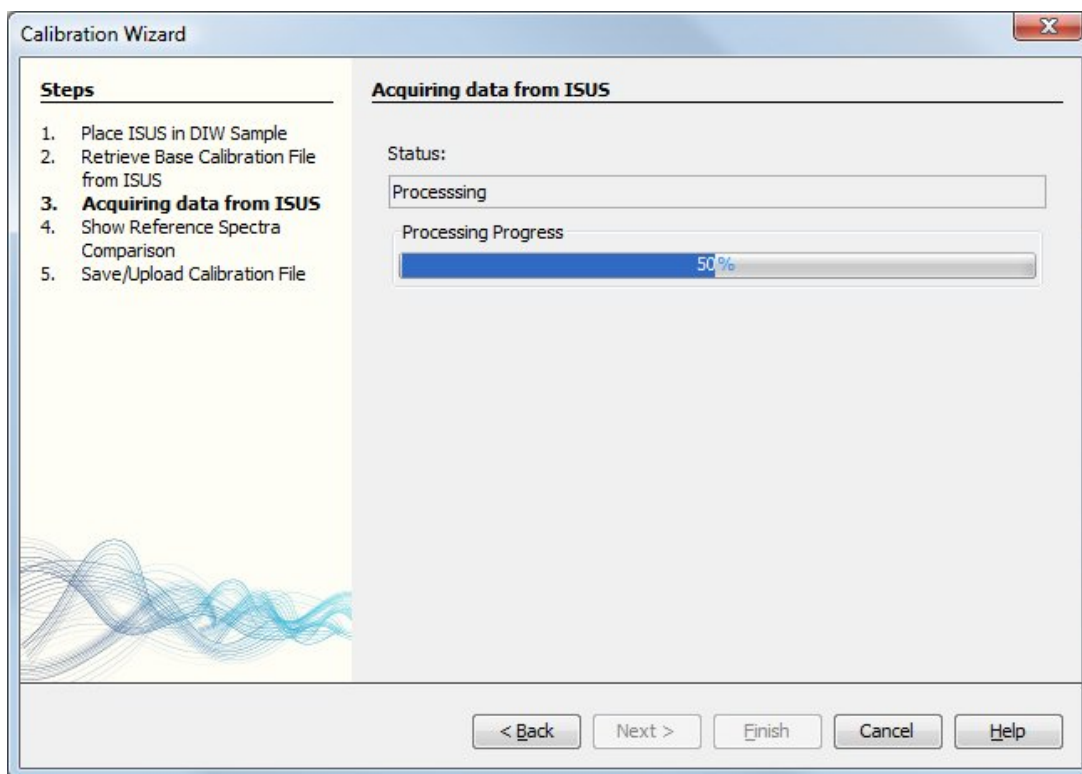 Calibration Wizard
Steps
1. Place ISUS in DIW Sample
2. Retrieve Base Calibration File
from ISUS
3. Acquiring data from ISUS
4. Show Reference Spectra
Comparison
5. Save/Upload Calibration File
Acquiring data from ISUS
Status:
Processsing
Processing Progress
50%
< Back
Next >
Finish
Cancel
Help